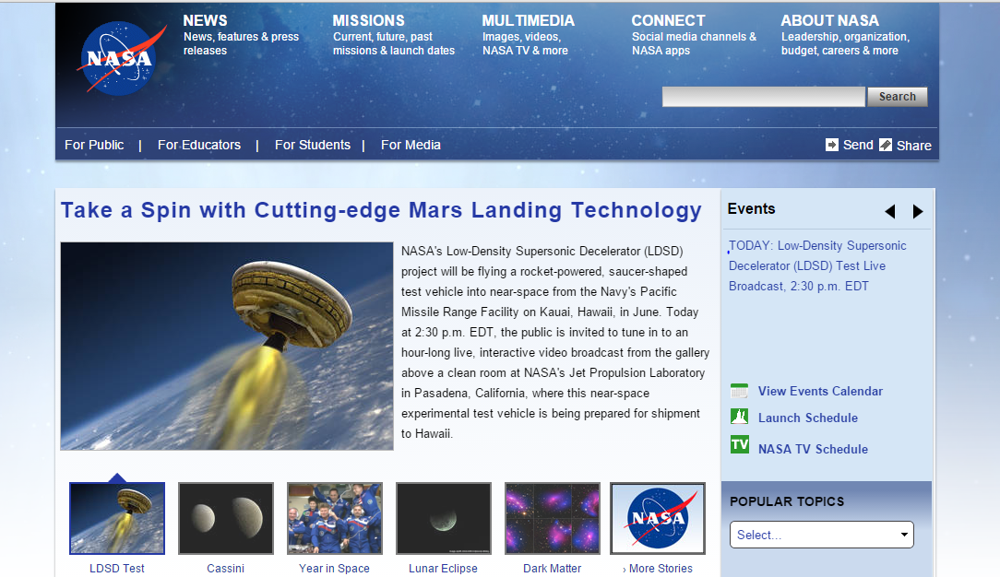 NASA
NEWS
News, features & press
releases
MISSIONS
Current, future, past
missions & launch dates
MULTIMEDIA
Images, videos,
NASA TV & more
CONNECT
Social media channels &
NASA apps
ABOUT NASA
Leadership, organization,
budget, careers & more
Search
For Public | For Educators | For Students | For Media
Send Share
Take a Spin with Cutting-edge Mars Landing Technology
NASA's Low-Density Supersonic Decelerator (LDSD)
project will be flying a rocket-powered, saucer-shaped
test vehicle into near-space from the Navy's Pacific
Missile Range Facility on Kauai, Hawaii, in June. Today
at 2:30 p.m. EDT, the public is invited to tune in to an
hour-long live, interactive video broadcast from the gallery
above a clean room at NASA's Jet Propulsion Laboratory
in Pasadena, California, where this near-space
experimental test vehicle is being prepared for shipment
to Hawaii.
Events
TODAY: Low-Density Supersonic
Decelerator (LDSD) Test Live
Broadcast, 2:30 p.m. EDT
View Events Calendar
Launch Schedule
TV NASA TV Schedule
POPULAR TOPICS
Select...
NASA
LDSD Test
Cassini
Year in Space
Lunar Eclipse
Dark Matter
› More Stories